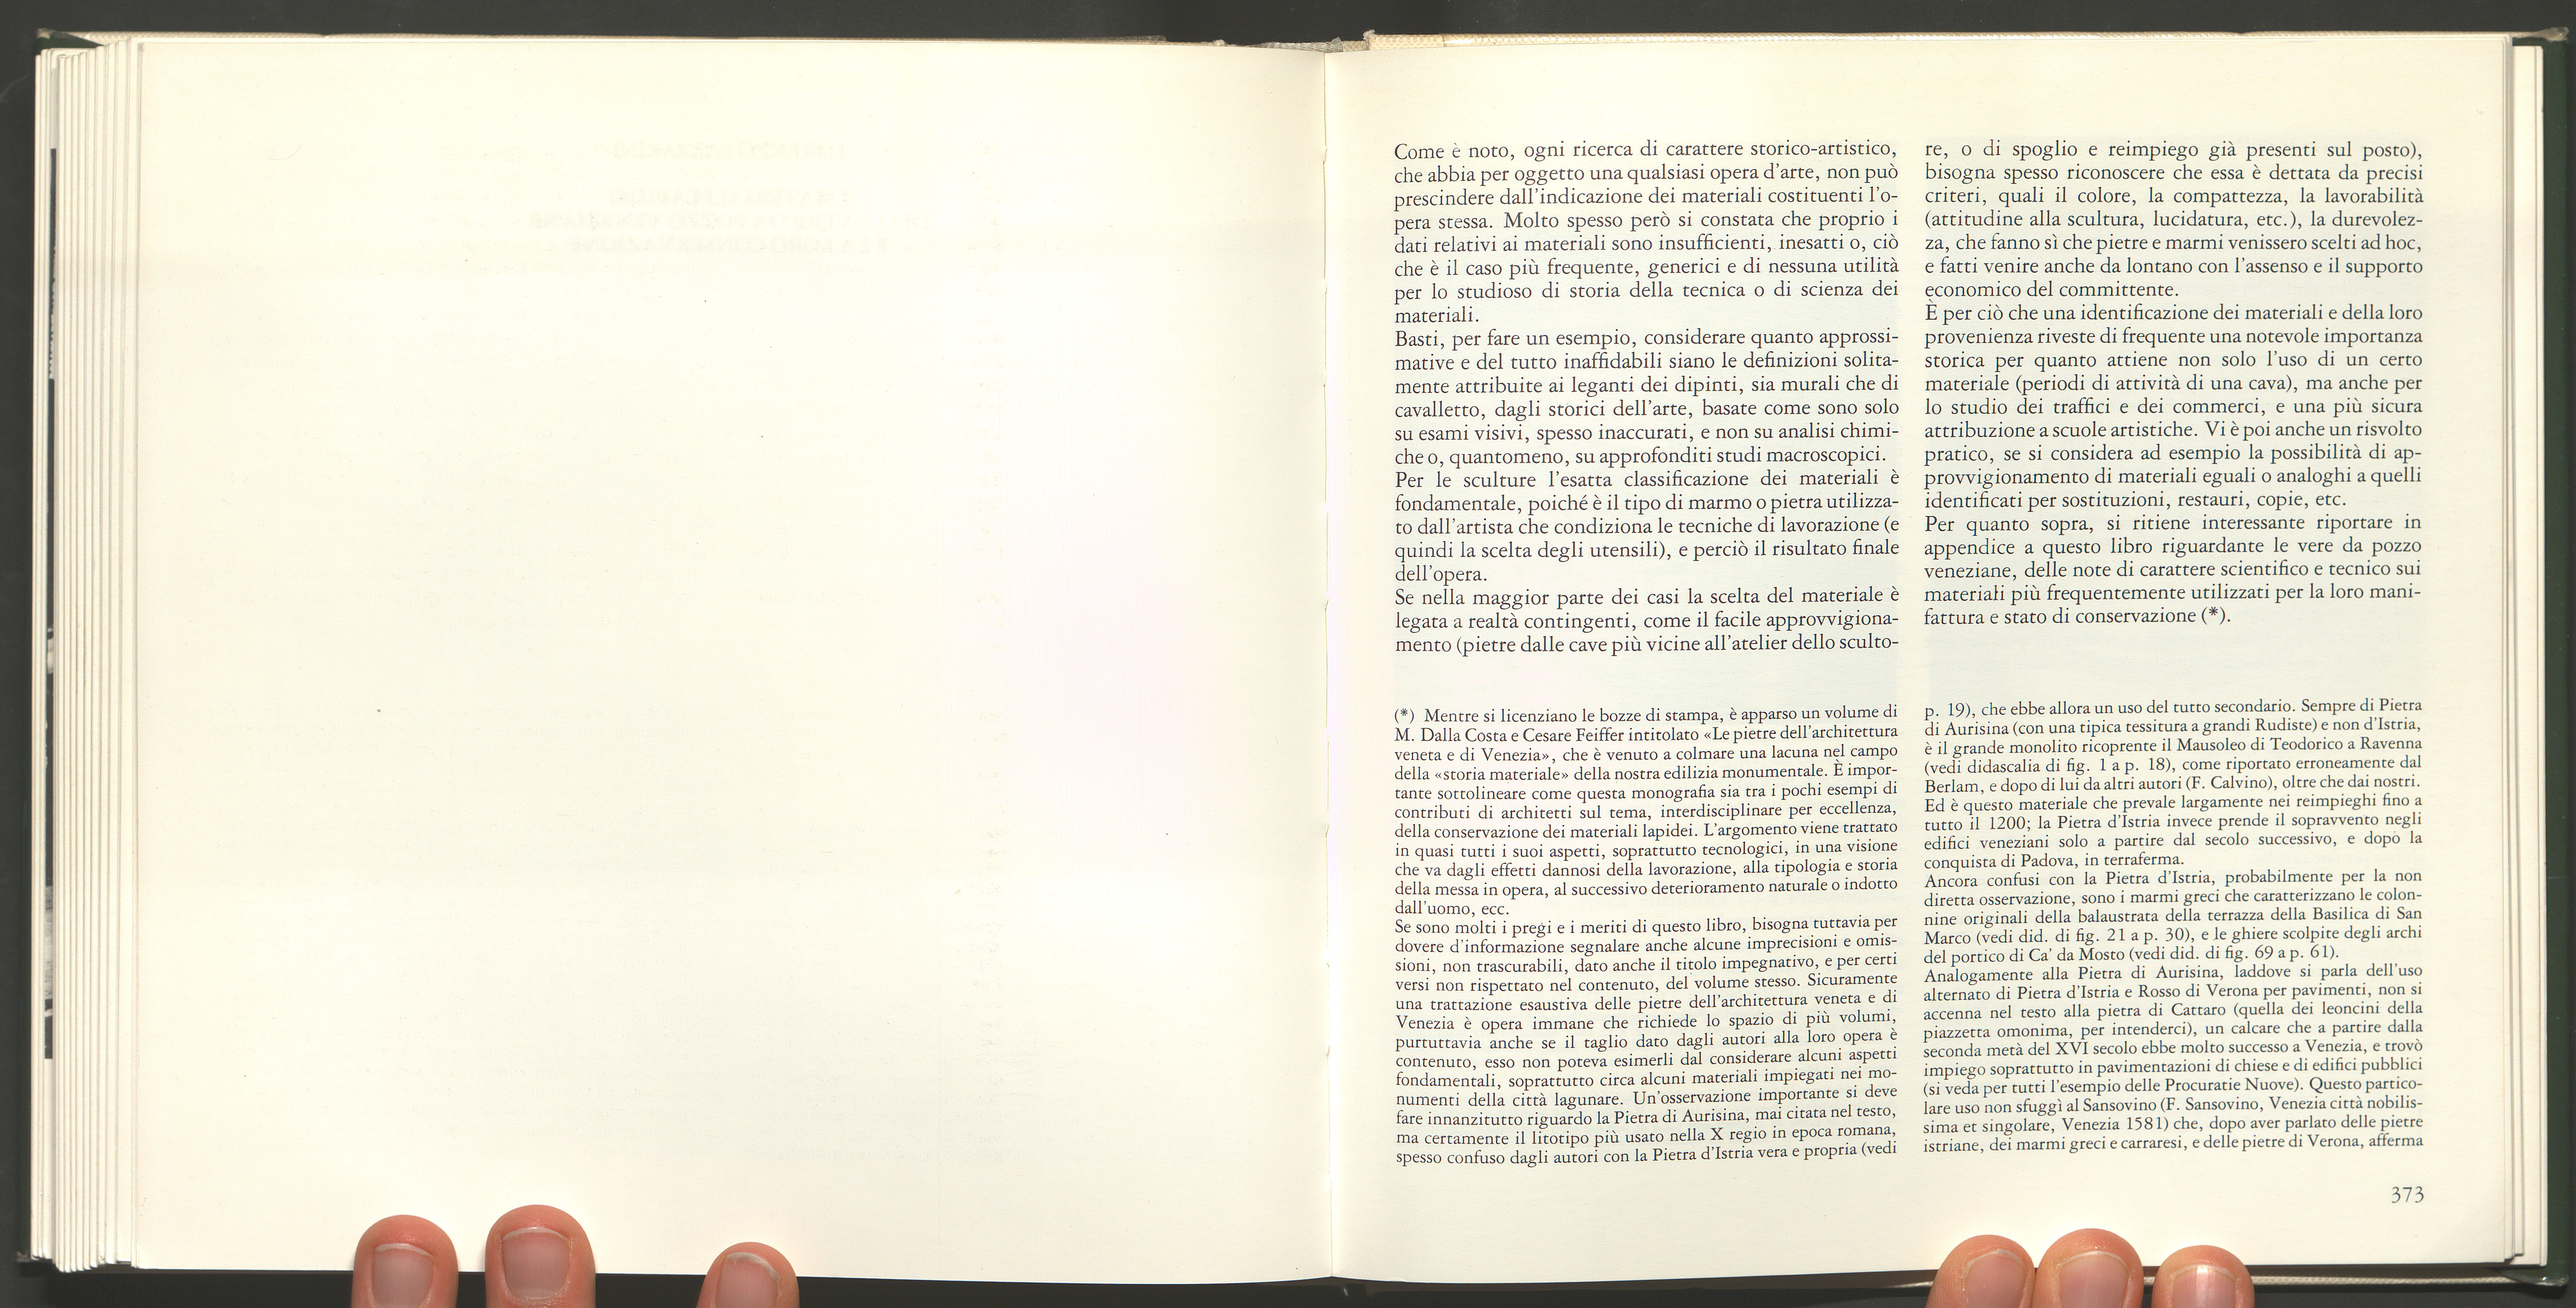 Come è noto, ogni ricerca di carattere storico-artistico,
che abbia per oggetto una qualsiasi opera d'arte, non può
prescindere dall'indicazione dei materiali costituenti l'o-
pera stessa. Molto spesso però si constata che proprio i
dati relativi ai materiali sono insufficienti, inesatti o, ciò
che è il caso più frequente, generici e di nessuna utilità
per lo studioso di storia della tecnica o di scienza dei
materiali.
Basti, per fare un esempio, considerare quanto approssi-
mative e del tutto inaffidabili siano le definizioni solita-
mente attribuite ai leganti dei dipinti, sia murali che di
cavalletto, dagli storici dell'arte, basate come sono solo
su esami visivi, spesso inaccurati, e non su analisi chimi-
che o, quantomeno, su approfonditi studi macroscopici.
Per le sculture l'esatta classificazione dei materiali è
fondamentale, poiché è il tipo di marmo o pietra utilizza-
to dall'artista che condiziona le tecniche di lavorazione (e
quindi la scelta degli utensili), e perciò il risultato finale
dell'opera.
Se nella maggior parte dei casi la scelta del materiale è
legata a realtà contingenti, come il facile approvvigiona-
mento (pietre dalle cave più vicine all'atelier dello sculto-
re, o di spoglio e reimpiego già presenti sul posto),
bisogna spesso riconoscere che essa è dettata da precisi
criteri, quali il colore, la compattezza, la lavorabilità
(attitudine alla scultura, lucidatura, etc.), la durevolez-
za, che fanno sì che pietre e marmi venissero scelti ad hoc,
e fatti venire anche da lontano con l'assenso e il supporto
economico del committente.
È per ciò che una identificazione dei materiali e della loro
provenienza riveste di frequente una notevole importanza
storica per quanto attiene non solo l'uso di un certo
materiale (periodi di attività di una cava), ma anche per
lo studio dei traffici e dei commerci, e una più sicura
attribuzione a scuole artistiche. Vi è poi anche un risvolto
pratico, se si considera ad esempio la possibilità di ap-
provvigionamento di materiali eguali o analoghi a quelli
identificati per sostituzioni, restauri, copie, etc.
Per quanto sopra, si ritiene interessante riportare in
appendice a questo libro riguardante le vere da pozzo
veneziane, delle note di carattere scientifico e tecnico sui
materiali più frequentemente utilizzati per la loro mani-
fattura e stato di conservazione (*).
(*) Mentre si licenziano le bozze di stampa, è apparso un volume di
M. Dalla Costa e Cesare Feiffer intitolato «Le pietre dell'architettura
veneta e di Venezia», che è venuto a colmare una lacuna nel campo
della «storia materiale» della nostra edilizia monumentale. È impor-
tante sottolineare come questa monografia sia tra i pochi esempi di
contributi di architetti sul tema, interdisciplinare per eccellenza,
della conservazione dei materiali lapidei. L'argomento viene trattato
in quasi tutti i suoi aspetti, soprattutto tecnologici, in una visione
che va dagli effetti dannosi della lavorazione, alla tipologia e storia
della messa in opera, al successivo deterioramento naturale o indotto
dall'uomo, ecc.
Se sono molti i pregi e i meriti di questo libro, bisogna tuttavia per
dovere d'informazione segnalare anche alcune imprecisioni e omis-
sioni, non trascurabili, dato anche il titolo impegnativo, e per certi
versi non rispettato nel contenuto, del volume stesso. Sicuramente
una trattazione esaustiva delle pietre dell'architettura veneta e di
Venezia è opera immane che richiede lo spazio di più volumi,
purtuttavia anche se il taglio dato dagli autori alla loro opera è
contenuto, esso non poteva esimerli dal considerare alcuni aspetti
fondamentali, soprattutto circa alcuni materiali impiegati nei mo-
numenti della città lagunare. Un'osservazione importante si deve
fare innanzitutto riguardo la Pietra di Aurisina, mai citata nel testo,
ma certamente il litotipo più usato nella X regio in epoca romana,
spesso confuso dagli autori con la Pietra d'Istria vera e propria (vedi
p. 19), che ebbe allora un uso del tutto secondario. Sempre di Pietra
di Aurisina (con una tipica tessitura a grandi Rudiste) e non d'Istria,
è il grande monolito ricoprente il Mausoleo di Teodorico a Ravenna
(vedi didascalia di fig. 1 a p. 18), come riportato erroneamente dal
Berlam, e dopo di lui da altri autori (F. Calvino), oltre che dai nostri.
Ed è questo materiale che prevale largamente nei reimpieghi fino a
tutto il 1200; la Pietra d'Istria invece prende il sopravvento negli
edifici veneziani solo a partire dal secolo successivo, e dopo la
conquista di Padova, in terraferma.
Ancora confusi con la Pietra d'Istria, probabilmente per la non
diretta osservazione, sono i marmi greci che caratterizzano le colon-
nine originali della balaustrata della terrazza della Basilica di San
Marco (vedi did. di fig. 21 a p. 30), e le ghiere scolpite degli archi
del portico di Ca' da Mosto (vedi did. di fig. 69 a p. 61).
Analogamente alla Pietra di Aurisina, laddove si parla dell'uso
alternato di Pietra d'Istria e Rosso di Verona per pavimenti, non si
accenna nel testo alla pietra di Cattaro (quella dei leoncini della
piazzetta omonima, per intenderci), un calcare che a partire dalla
seconda metà del XVI secolo ebbe molto successo a Venezia, e trovò
impiego soprattutto in pavimentazioni di chiese e di edifici pubblici
(si veda per tutti l'esempio delle Procuratie Nuove). Questo partico-
lare uso non sfuggì al Sansovino (F. Sansovino, Venezia città nobilis-
sima et singolare, Venezia 1581) che, dopo aver parlato delle pietre
istriane, dei marmi greci e carraresi, e delle pietre di Verona, afferma
373